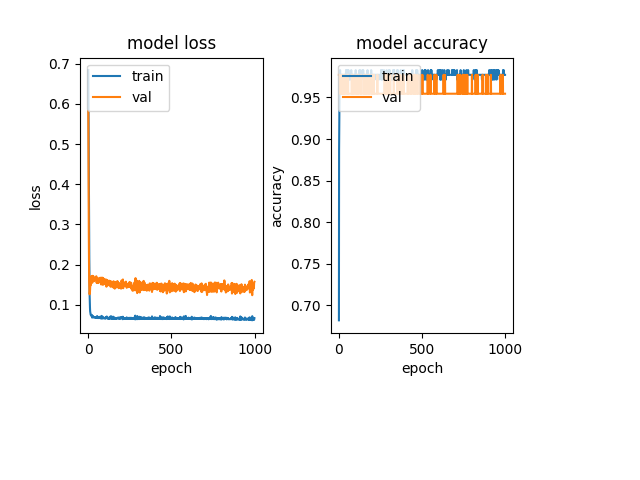 model loss
train
val
0.7
0.6
0.5
0.4
0.3
0.2
0.1
loss
0
500
1000
epoch
model accuracy
train
val
0.95
0.90
0.85
0.80
0.75
0.70
accuracy
0
500
1000
epoch